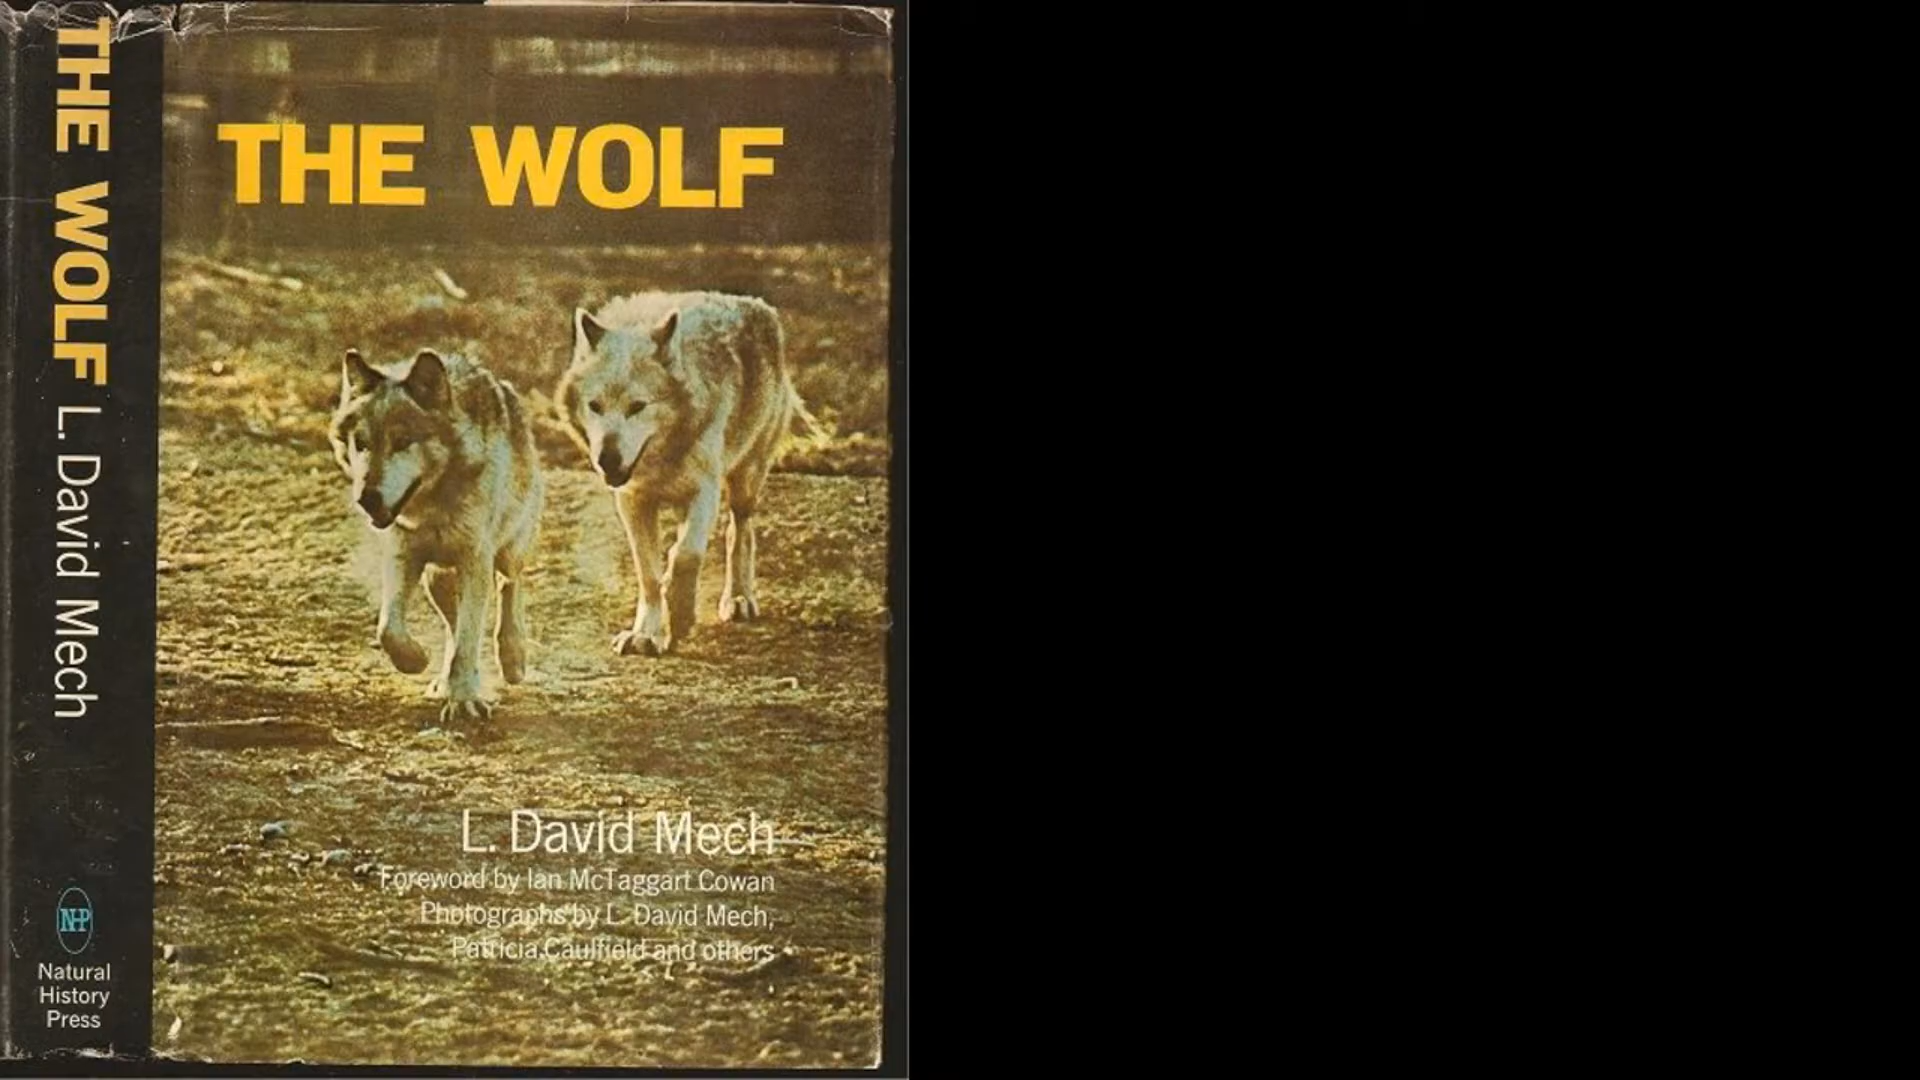 THE WOLF L. David Mech
NHP
Natural
History
Press
THE WOLF
L. David Mech
Foreword by Ian McTaggart Cowan
Photographs by L. David Mech,
Patricia Caulfield and others